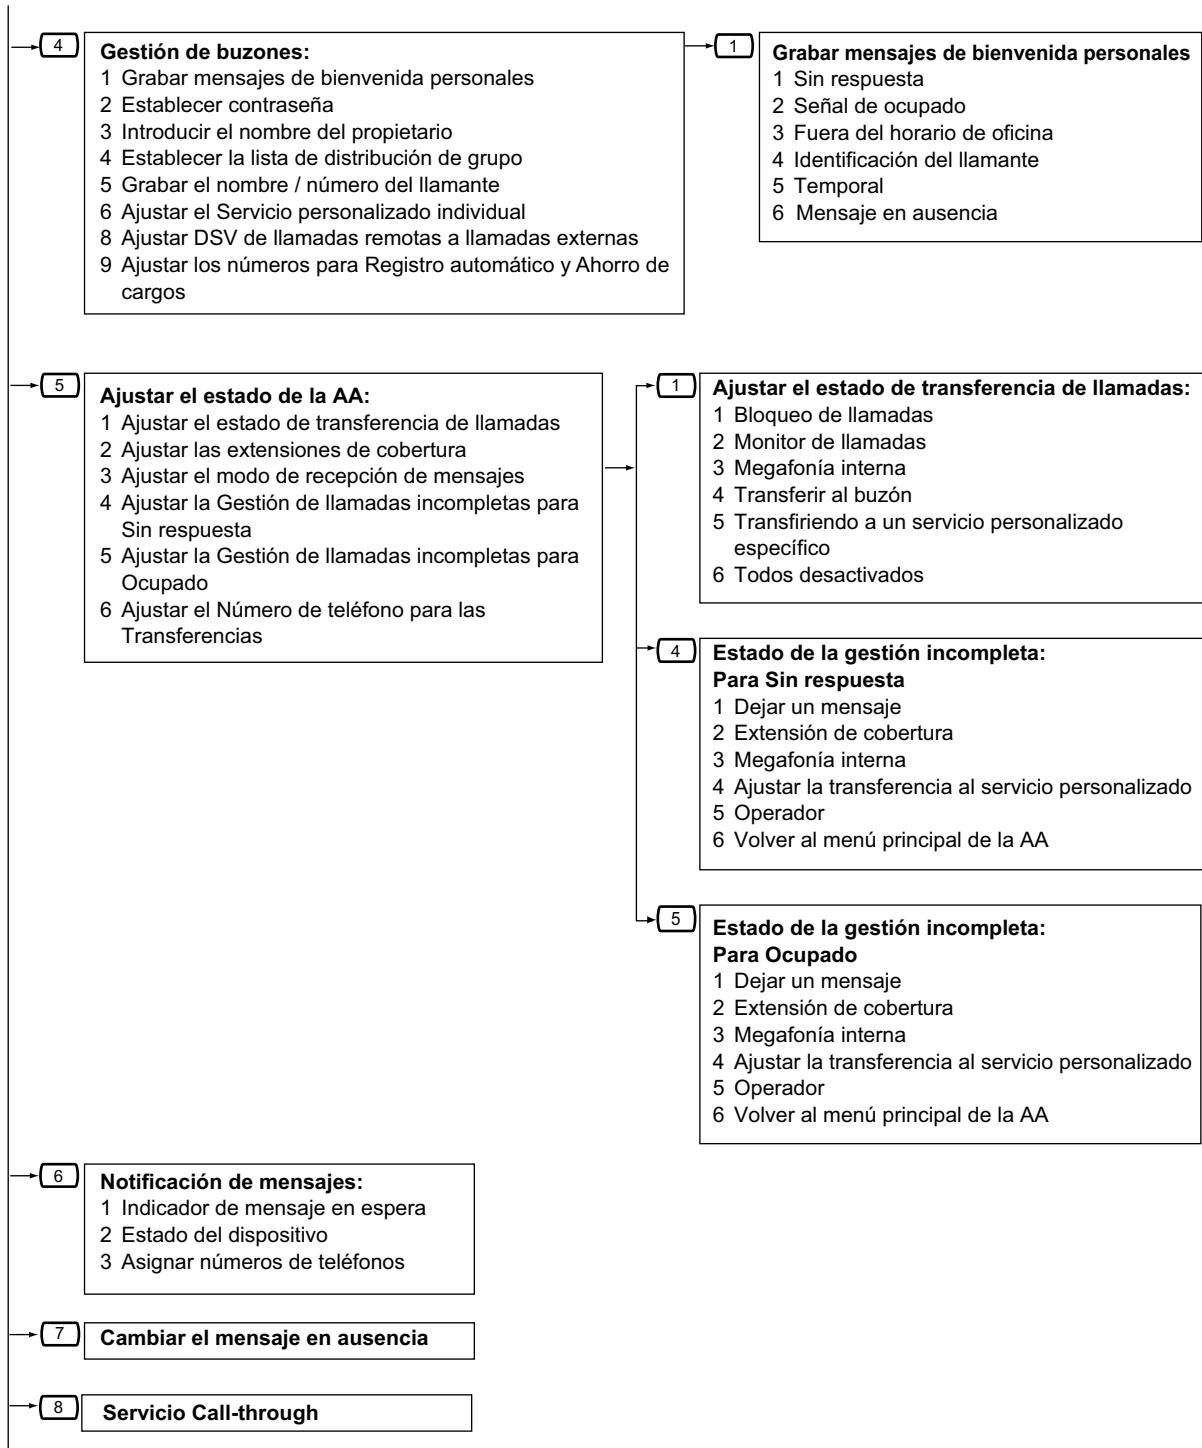 4
Gestión de buzones:
1 Grabar mensajes de bienvenida personales
2 Establecer contraseña
3 Introducir el nombre del propietario
4 Establecer la lista de distribución de grupo
5 Grabar el nombre / número del llamante
6 Ajustar el Servicio personalizado individual
8 Ajustar DSV de llamadas remotas a llamadas externas
9 Ajustar los números para Registro automático y Ahorro de
cargos
1
Grabar mensajes de bienvenida personales
1 Sin respuesta
2 Señal de ocupado
3 Fuera del horario de oficina
4 Identificación del llamante
5 Temporal
6 Mensaje en ausencia
5
Ajustar el estado de la AA:
1 Ajustar el estado de transferencia de llamadas
2 Ajustar las extensiones de cobertura
3 Ajustar el modo de recepción de mensajes
4 Ajustar la Gestión de llamadas incompletas para
Sin respuesta
5 Ajustar la Gestión de llamadas incompletas para
Ocupado
6 Ajustar el Número de teléfono para las
Transferencias
1
Ajustar el estado de transferencia de llamadas:
1 Bloqueo de llamadas
2 Monitor de llamadas
3 Megafonía interna
4 Transferir al buzón
5 Transfiriendo a un servicio personalizado
específico
6 Todos desactivados
4
Estado de la gestión incompleta:
Para Sin respuesta
1 Dejar un mensaje
2 Extensión de cobertura
3 Megafonía interna
4 Ajustar la transferencia al servicio personalizado
5 Operador
6 Volver al menú principal de la AA
5
Estado de la gestión incompleta:
Para Ocupado
1 Dejar un mensaje
2 Extensión de cobertura
3 Megafonía interna
4 Ajustar la transferencia al servicio personalizado
5 Operador
6 Volver al menú principal de la AA
6
Notificación de mensajes:
1 Indicador de mensaje en espera
2 Estado del dispositivo
3 Asignar números de teléfonos
7
Cambiar el mensaje en ausencia
8
Servicio Call-through